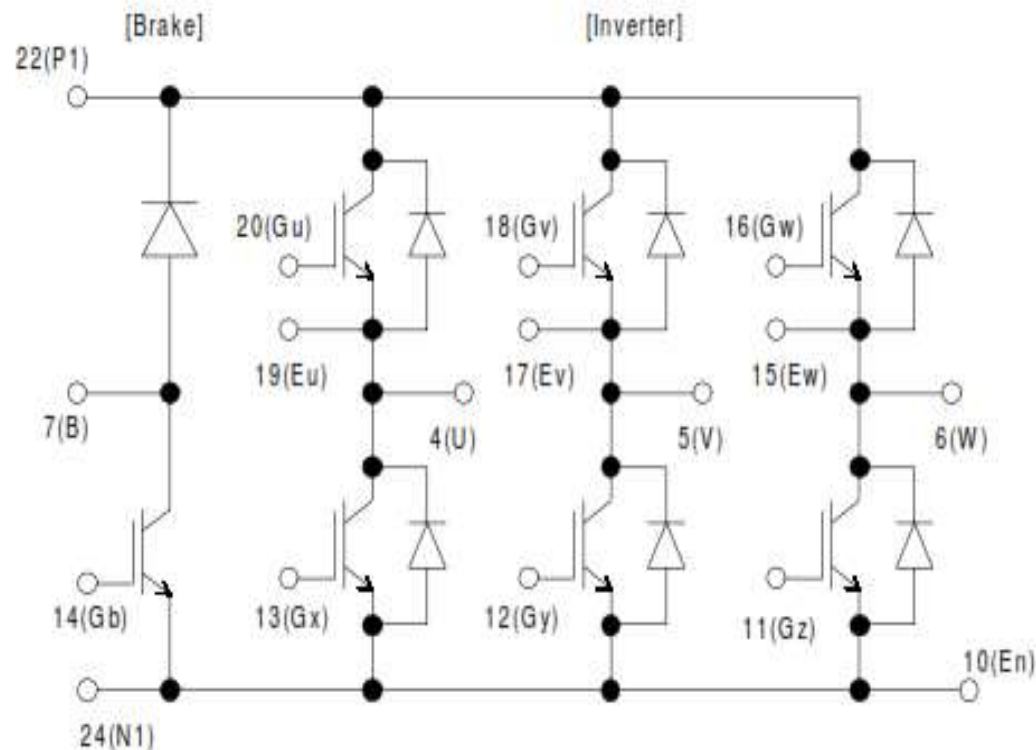 [Brake]
[Inverter]
22(P1)
20(Gu)
18(Gv)
16(Gw)
19(Eu)
17(Ev)
15(Ew)
7(B)
4(U)
5(V)
6(W)
14(Gb)
13(Gx)
12(Gy)
11(Gz)
10(En)
24(N1)